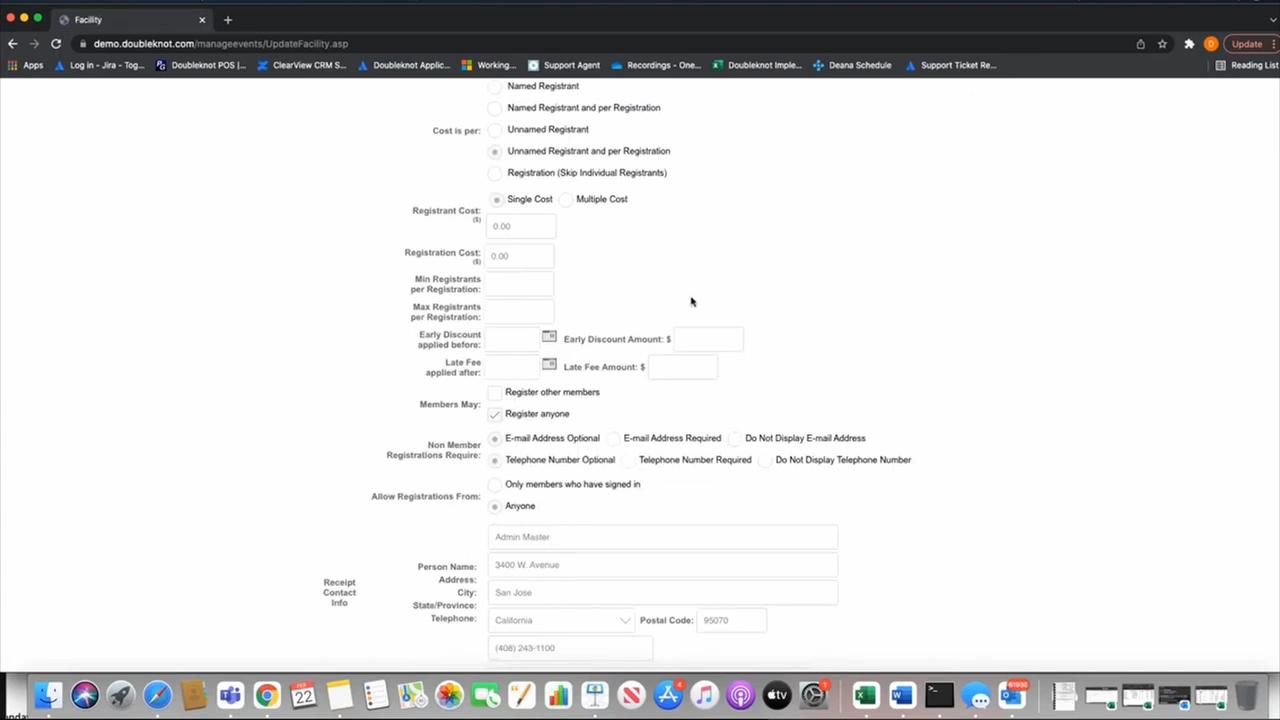 Facility
demo.doubleknot.com/manageevents/UpdateFacility.asp
D
Update
Apps
Log in - Jira - Tog...
Doubleknot POS |...
ClearView CRM S...
Doubleknot Applic...
Working...
Support Agent
Recordings - One...
Doubleknot Imple...
Deana Schedule
Support Ticket Re...
Reading List
Named Registrant
Named Registrant and per Registration
Cost is per:
Unnamed Registrant
Unnamed Registrant and per Registration
Registration (Skip Individual Registrants)
Single Cost
Multiple Cost
Registrant Cost:
($)
0.00
Registration Cost:
($)
0.00
Min Registrants
per Registration:
Max Registrants
per Registration:
Early Discount
applied before:
Early Discount Amount: $
Late Fee
applied after:
Late Fee Amount: $
Members May:
Register other members
Register anyone
Non Member
Registrations Require:
E-mail Address Optional
E-mail Address Required
Do Not Display E-mail Address
Telephone Number Optional
Telephone Number Required
Do Not Display Telephone Number
Allow Registrations From:
Only members who have signed in
Anyone
Receipt
Contact
Info
Person Name:
Address:
City:
State/Province:
Telephone:
Admin Master
3400 W. Avenue
San Jose
California
Postal Code:
95070
(408) 243-1100
FEB
22
4
tv
1
61930